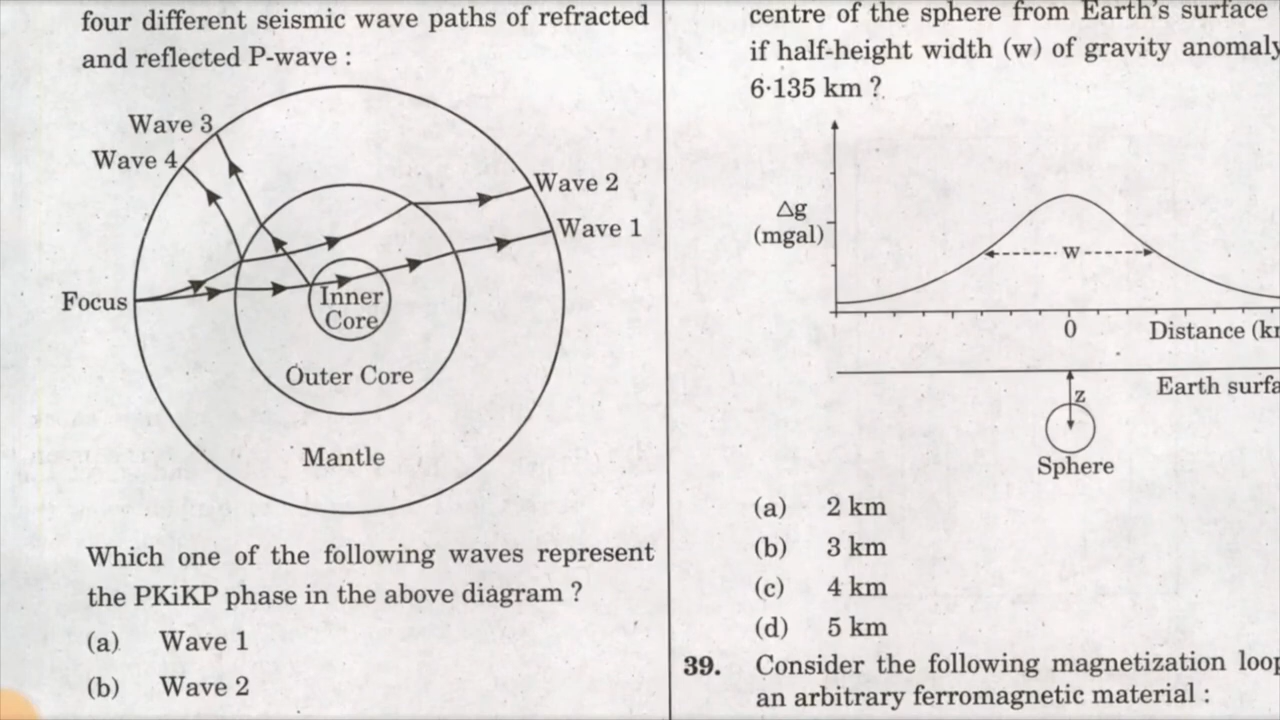 four different seismic wave paths of refracted
and reflected P-wave :
Wave 3
Wave 4
Wave 2
Wave 1
Focus
Inner
Core
Outer Core
Mantle
Which one of the following waves represent
the PKiKP phase in the above diagram ?
(a) Wave 1
(b) Wave 2
centre of the sphere from Earth's surface
if half-height width (w) of gravity anomaly
6·135 km ?
Δg
(mgal)
w
0
Distance (km
Earth surfa
z
Sphere
(a) 2 km
(b) 3 km
(c) 4 km
(d) 5 km
39. Consider the following magnetization loop
an arbitrary ferromagnetic material :